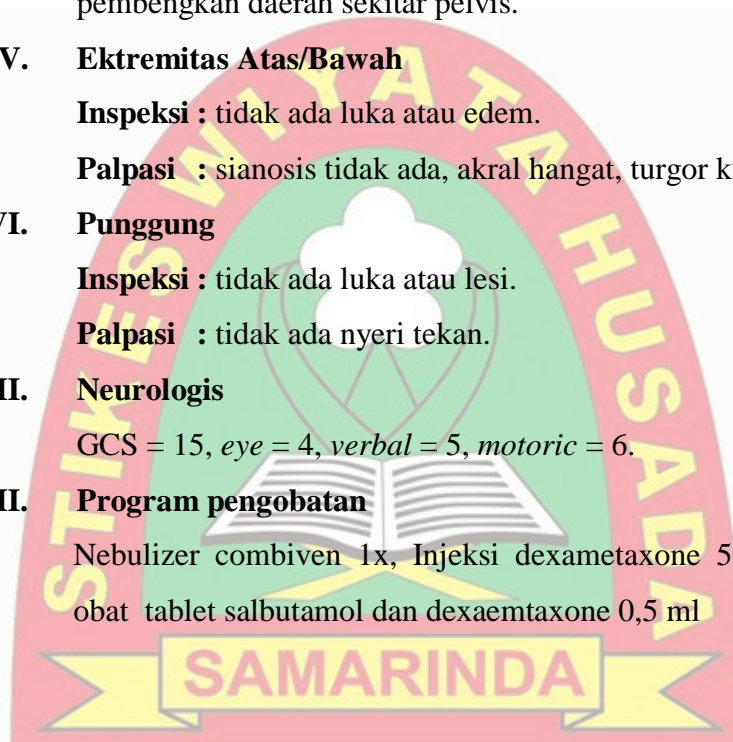 pembengkan daerah sekitar pelvis.
V. Ektremitas Atas/Bawah
Inspeksi : tidak ada luka atau edem.
Palpasi : sianosis tidak ada, akral hangat, turgor
VI. Punggung
Inspeksi : tidak ada luka atau lesi.
Palpasi : tidak ada nyeri tekan.
II. Neurologis
GCS = 15, eye = 4, verbal = 5, motoric = 6.
II. Program pengobatan
Nebulizer combiven 1x, Injeksi dexametaxone 5
obat tablet salbutamol dan dexaemtaxone 0,5 ml
STIKES WIYATA HUSADA
SAMARINDA